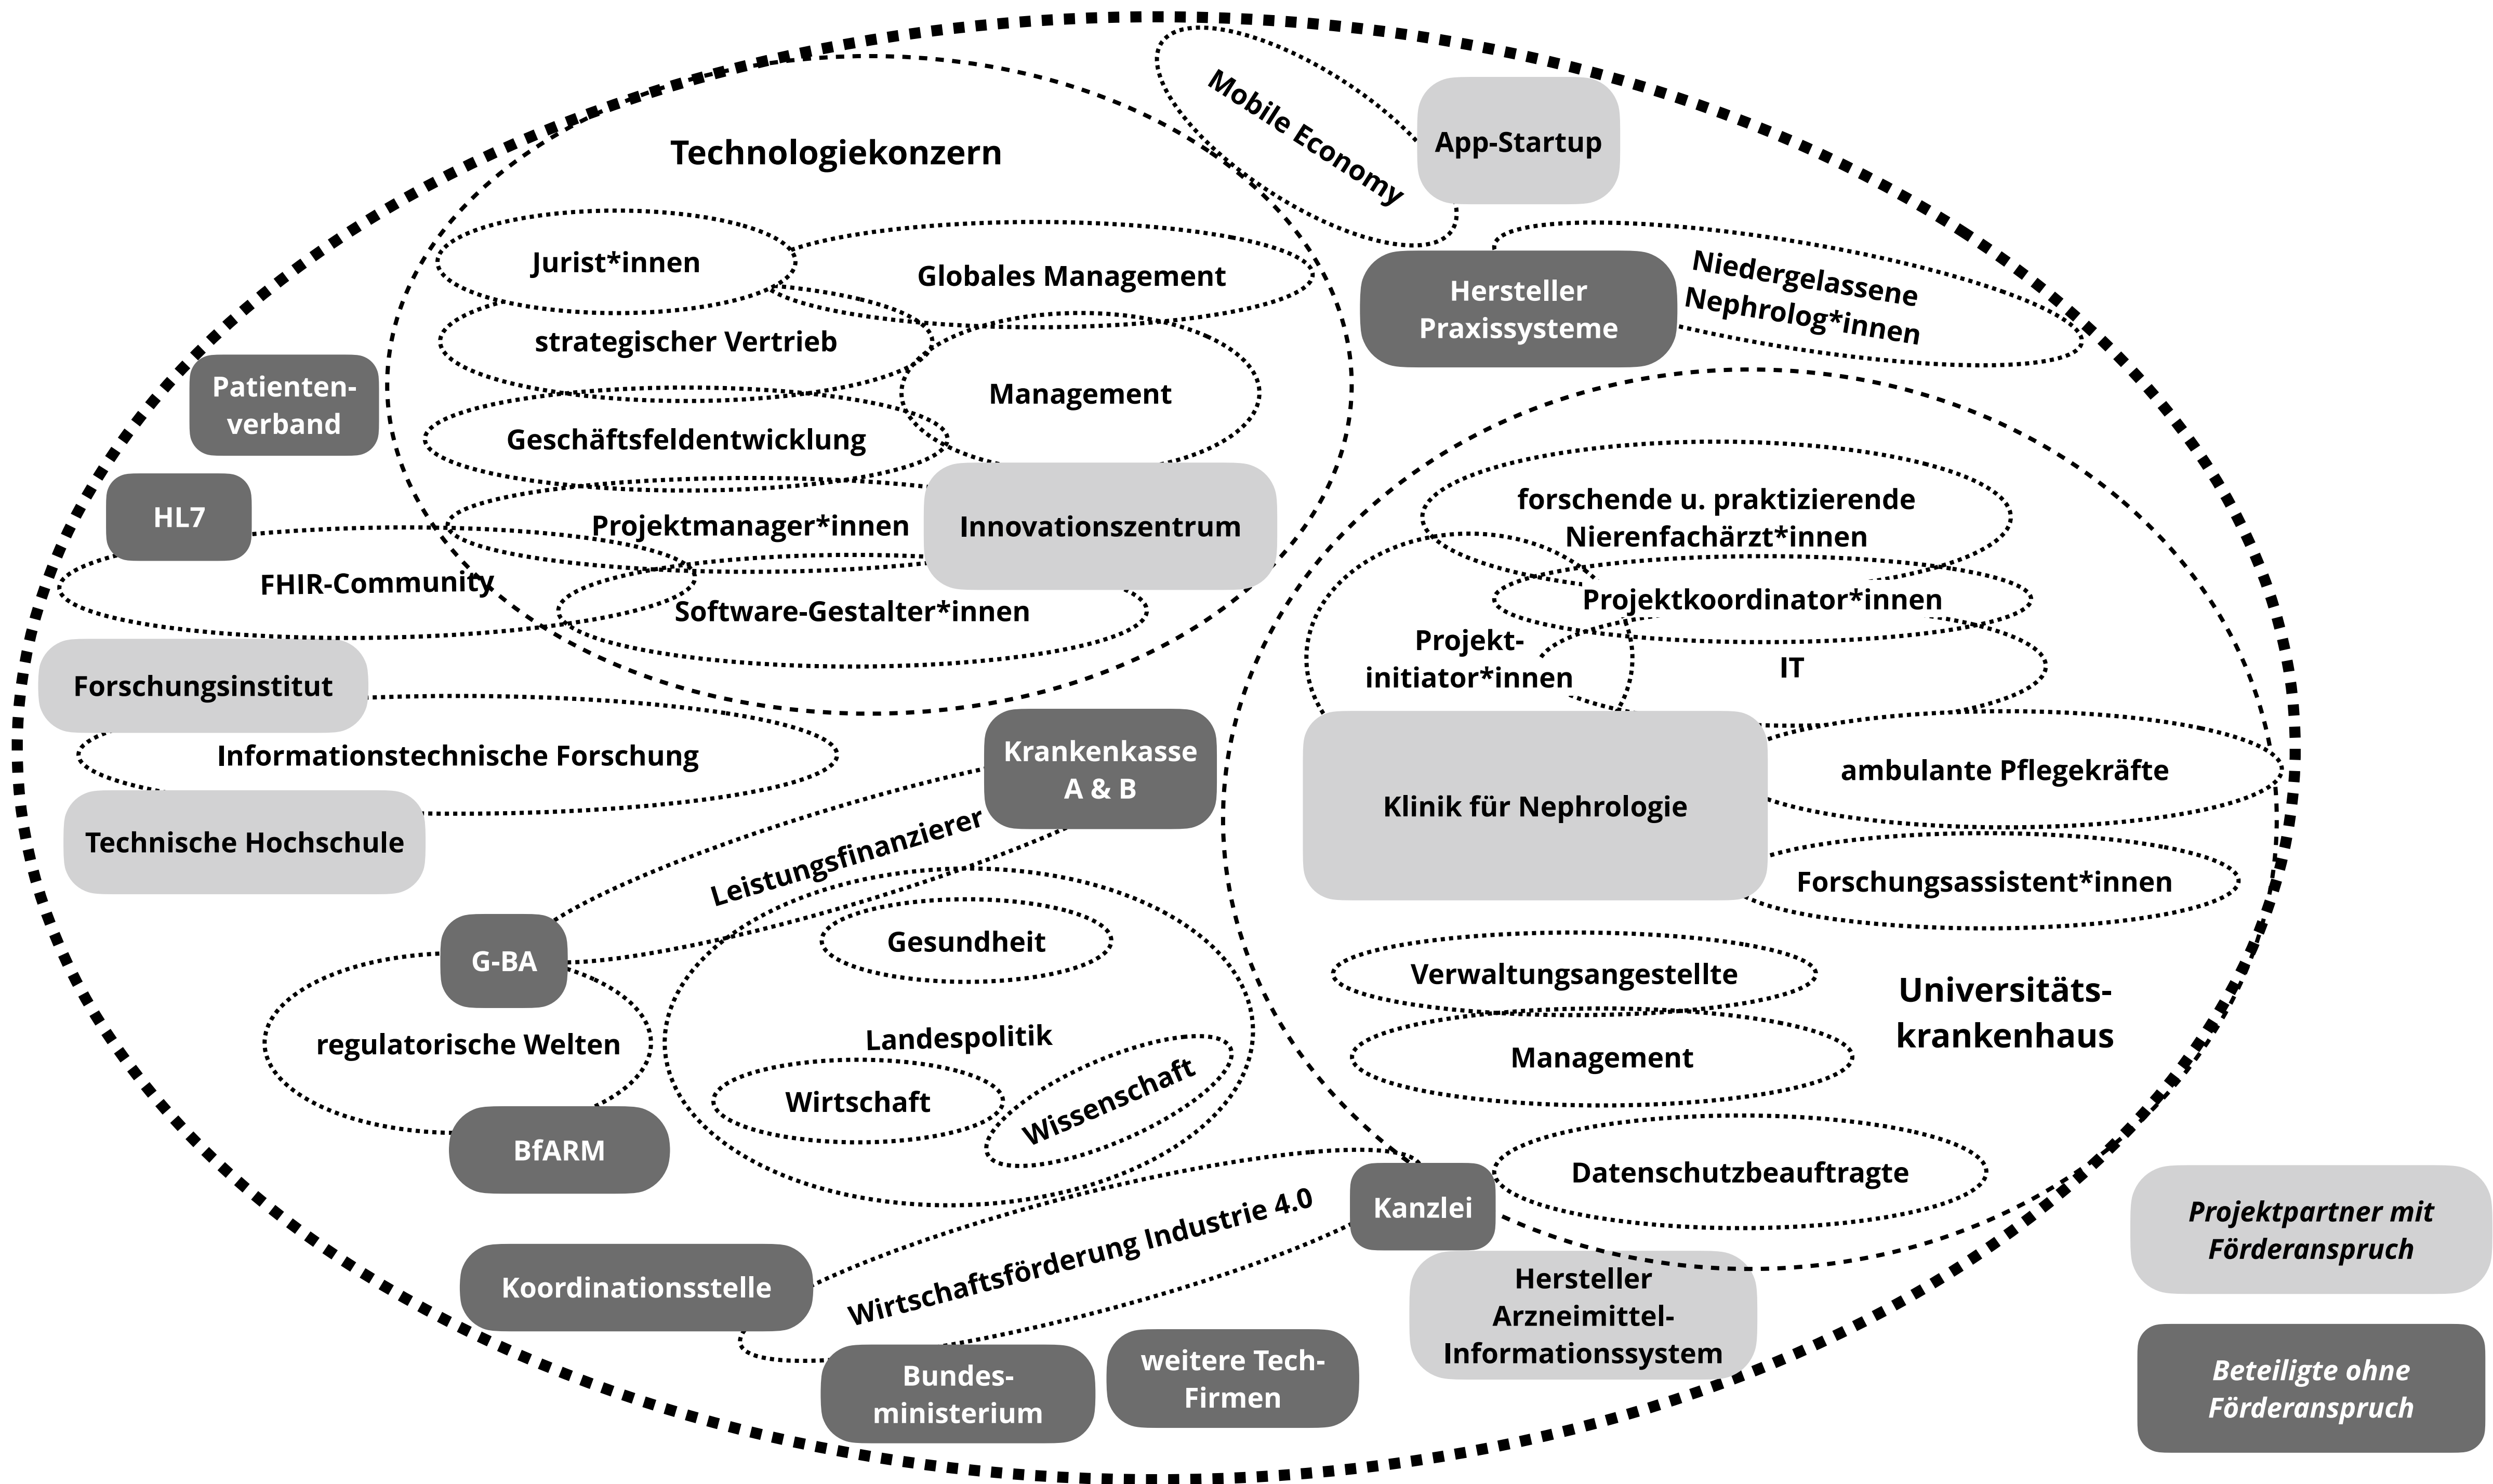 Mobile Economy
App-Startup
Technologiekonzern
Jurist*innen
Globales Management
strategischer Vertrieb
Management
Geschäftsfeldentwicklung
Projektmanager*innen
Innovationszentrum
Software-Gestalter*innen
Hersteller
Praxissysteme
Niedergelassene
Nephrolog*innen
Patienten-
verband
HL7
FHIR-Community
Forschungsinstitut
Informationstechnische Forschung
Technische Hochschule
forschende u. praktizierende
Nierenfachärzt*innen
Projektkoordinator*innen
Projekt-
initiator*innen
IT
Klinik für Nephrologie
ambulante Pflegekräfte
Forschungsassistent*innen
Verwaltungsangestellte
Management
Universitäts-
krankenhaus
Datenschutzbeauftragte
Krankenkasse
A & B
Leistungsfinanzierer
G-BA
regulatorische Welten
BfARM
Gesundheit
Landespolitik
Wirtschaft
Wissenschaft
Kanzlei
Wirtschaftsförderung Industrie 4.0
Koordinationsstelle
Bundes-
ministerium
weitere Tech-
Firmen
Hersteller
Arzneimittel-
Informationssystem
Projektpartner mit
Förderanspruch
Beteiligte ohne
Förderanspruch